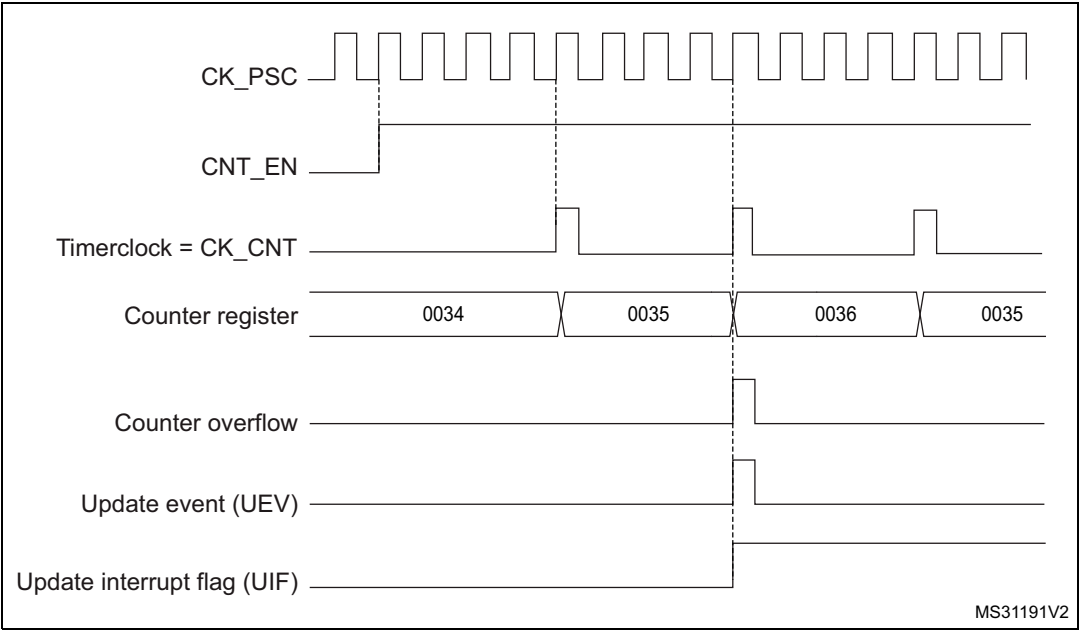 CK_PSC
CNT_EN
Timerclock = CK_CNT
Counter register 0034 0035 0036 0035
Counter overflow
Update event (UEV)
Update interrupt flag (UIF)
MS31191V2